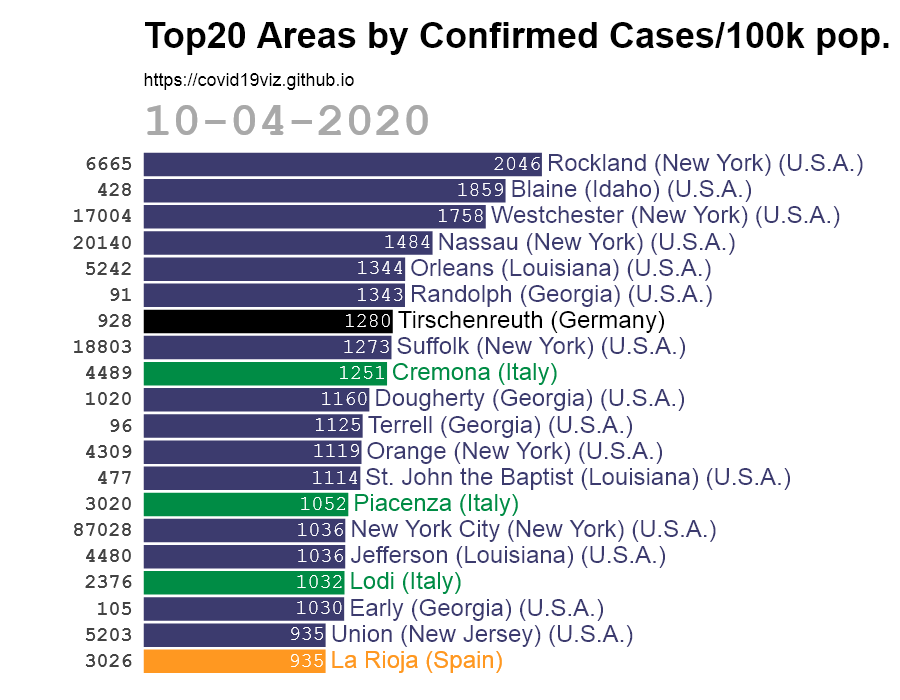 Top20 Areas by Confirmed Cases/100k pop.
https://covid19viz.github.io
10-04-2020
6665 2046 Rockland (New York) (U.S.A.)
428 1859 Blaine (Idaho) (U.S.A.)
17004 1758 Westchester (New York) (U.S.A.)
20140 1484 Nassau (New York) (U.S.A.)
5242 1344 Orleans (Louisiana) (U.S.A.)
91 1343 Randolph (Georgia) (U.S.A.)
928 1280 Tirschenreuth (Germany)
18803 1273 Suffolk (New York) (U.S.A.)
4489 1251 Cremona (Italy)
1020 1160 Dougherty (Georgia) (U.S.A.)
96 1125 Terrell (Georgia) (U.S.A.)
4309 1119 Orange (New York) (U.S.A.)
477 1114 St. John the Baptist (Louisiana) (U.S.A.)
3020 1052 Piacenza (Italy)
87028 1036 New York City (New York) (U.S.A.)
4480 1036 Jefferson (Louisiana) (U.S.A.)
2376 1032 Lodi (Italy)
105 1030 Early (Georgia) (U.S.A.)
5203 935 Union (New Jersey) (U.S.A.)
3026 935 La Rioja (Spain)